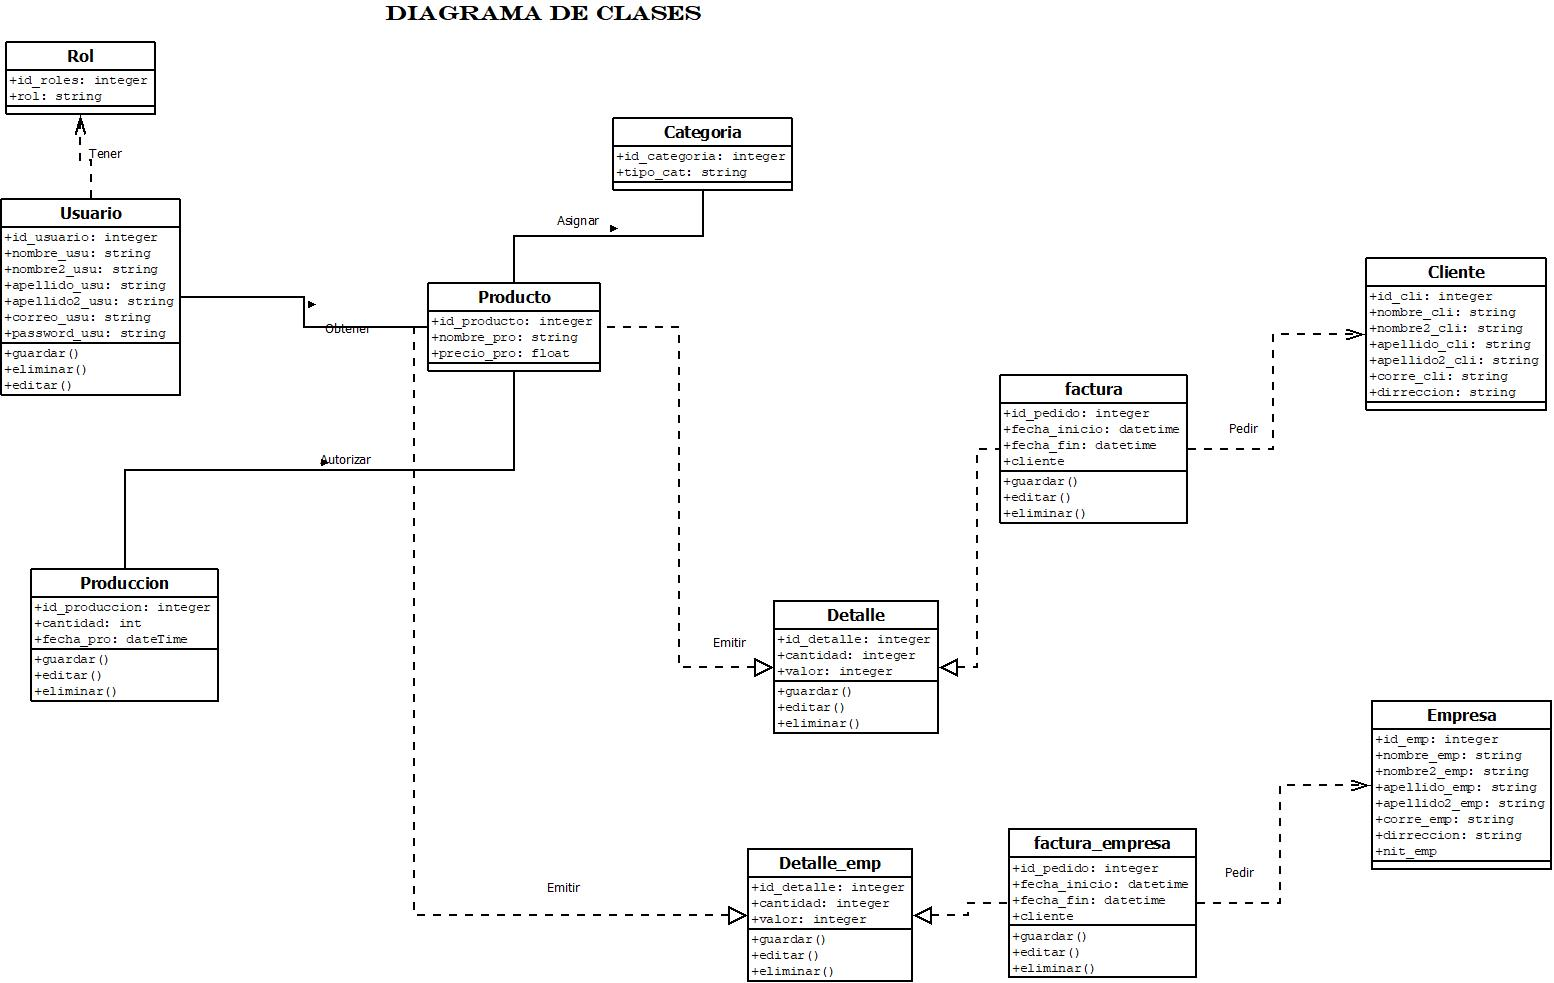 DIAGRAMA DE CLASES
Rol
+id_roles: integer
+rol: string
Tener
Usuario
+id_usuario: integer
+nombre_usu: string
+nombre2_usu: string
+apellido_usu: string
+apellido2_usu: string
+correo_usu: string
+password_usu: string
+guardar()
+eliminar()
+editar()
Categoria
+id_categoria: integer
+tipo_cat: string
Asignar
Obtener
Producto
+id_producto: integer
+nombre_pro: string
+precio_pro: float
Autorizar
Produccion
+id_produccion: integer
+cantidad: int
+fecha_pro: dateTime
+guardar()
+editar()
+eliminar()
Cliente
+id_cli: integer
+nombre_cli: string
+nombre2_cli: string
+apellido_cli: string
+apellido2_cli: string
+corre_cli: string
+dirreccion: string
factura
+id_pedido: integer
+fecha_inicio: datetime
+fecha_fin: datetime
+cliente
+guardar()
+editar()
+eliminar()
Pedir
Emitir
Detalle
+id_detalle: integer
+cantidad: integer
+valor: integer
+guardar()
+editar()
+eliminar()
Empresa
+id_emp: integer
+nombre_emp: string
+nombre2_emp: string
+apellido_emp: string
+apellido2_emp: string
+corre_emp: string
+dirreccion: string
+nit_emp
Emitir
Detalle_emp
+id_detalle: integer
+cantidad: integer
+valor: integer
+guardar()
+editar()
+eliminar()
factura_empresa
+id_pedido: integer
+fecha_inicio: datetime
+fecha_fin: datetime
+cliente
+guardar()
+editar()
+eliminar()
Pedir